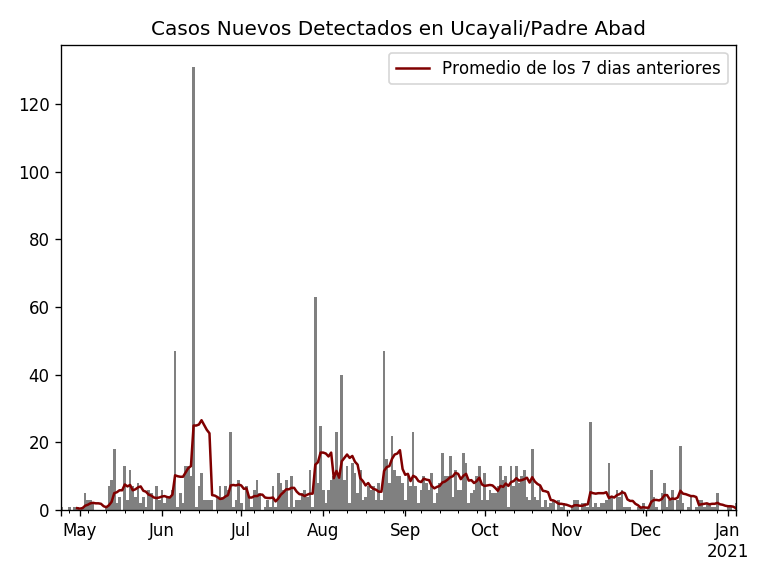 Casos Nuevos Detectados en Ucayali/Padre Abad
Promedio de los 7 dias anteriores
120
100
80
60
40
20
0
May Jun Jul Aug Sep Oct Nov Dec Jan
2021